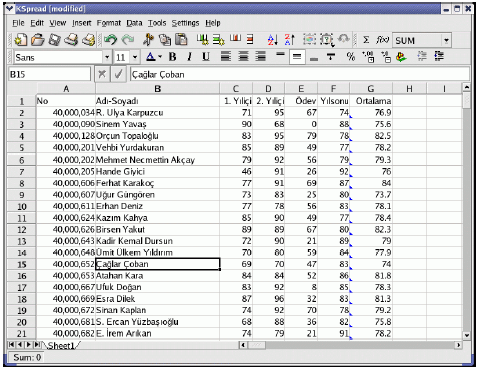 KSpread [modified]
File Edit View Insert Format Data Tools Settings Help
Σ f(x) SUM
Sans 11 A B I U %
B15 Çağlar Çoban
A B C D E F G H I
1 No Adı-Soyadı 1. Yıliçi 2. Yıliçi Ödev Yılsonu Ortalama
2 40,000,034 R. Ulya Karpuzcu 71 95 67 74 76.9
3 40,000,090 Sinem Yavaş 90 68 0 88 75.6
4 40,000,128 Orçun Topaloğlu 83 95 79 78 82.5
5 40,000,201 Vehbi Yurdakuran 85 89 49 77 78.2
6 40,000,202 Mehmet Necmettin Akçay 79 92 56 79 79.3
7 40,000,205 Hande Giyici 46 91 26 92 76
8 40,000,606 Ferhat Karakoç 77 91 69 87 84
9 40,000,607 Uğur Güngören 73 83 25 80 73.7
10 40,000,611 Erhan Deniz 77 78 56 83 78.1
11 40,000,624 Kazım Kahya 85 90 49 77 78.4
12 40,000,626 Birsen Yakut 89 89 67 80 82.3
13 40,000,643 Kadir Kemal Dursun 72 90 21 89 79
14 40,000,648 Ümit Ülkem Yıldırım 70 80 59 84 77.9
15 40,000,652 Çağlar Çoban 69 70 47 83 74
16 40,000,653 Atahan Kara 84 84 52 86 81.8
17 40,000,667 Ufuk Doğan 83 92 8 85 78.3
18 40,000,669 Esra Dilek 87 96 32 83 81.3
19 40,000,672 Sinan Kaplan 74 92 70 78 79.2
20 40,000,681 S. Ercan Yüzbaşıoğlu 68 88 36 82 75.8
21 40,000,682 E. İrem Arıkan 74 79 21 91 78.2
Sheet1
Sum: 0